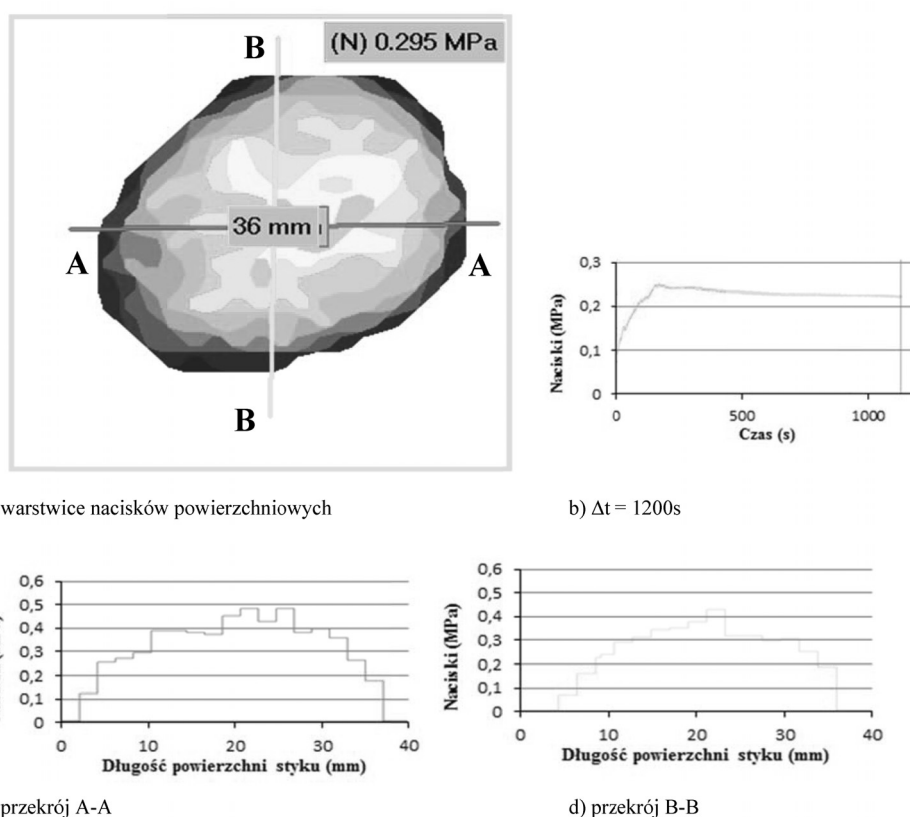 B
(N) 0.295 MPa
36 mm
A
A
B
0,3
0,2
0,1
0
Naciski (MPa)
0
500
1000
Czas (s)
warstwice nacisków powierzchniowych
b) Δt = 1200s
0,6
0,5
0,4
0,3
0,2
0,1
0
0
10
20
30
40
Długość powierzchni styku (mm)
przekrój A-A
0,6
0,5
0,4
0,3
0,2
0,1
0
Naciski (MPa)
0
10
20
30
40
Długość powierzchni styku (mm)
d) przekrój B-B